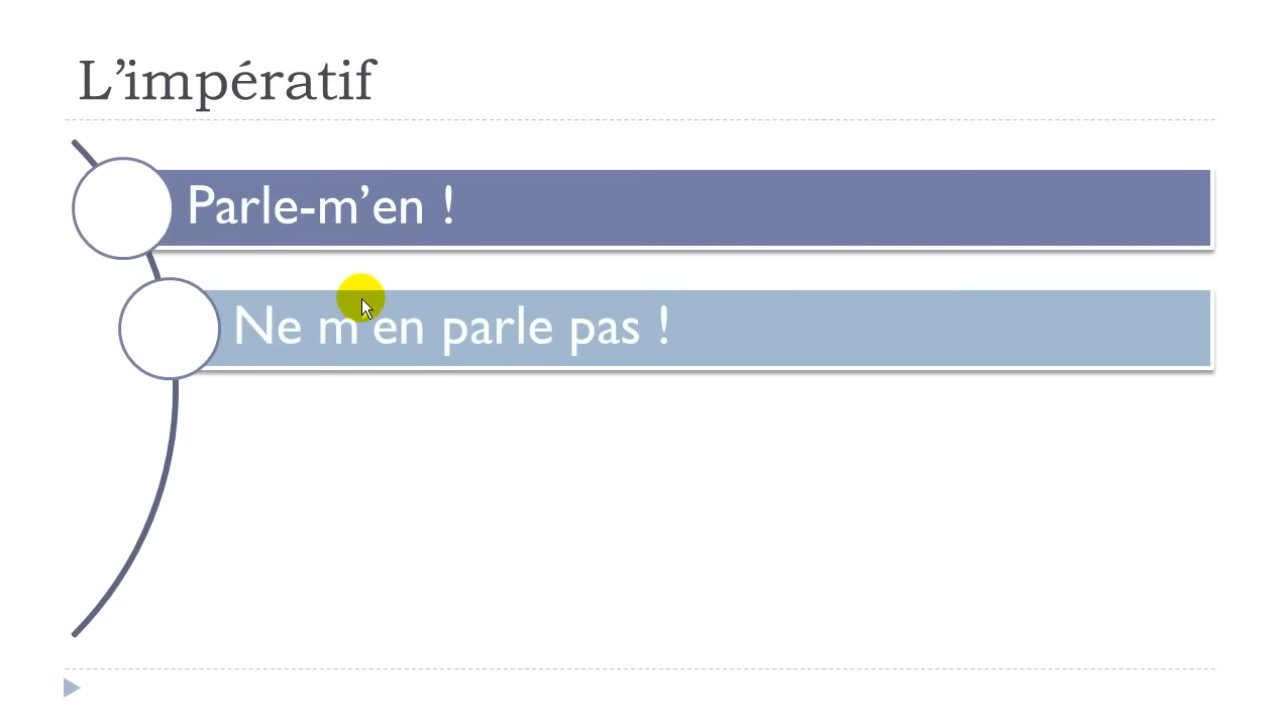 L’impératif
Parle-m’en !
Ne m’en parle pas !